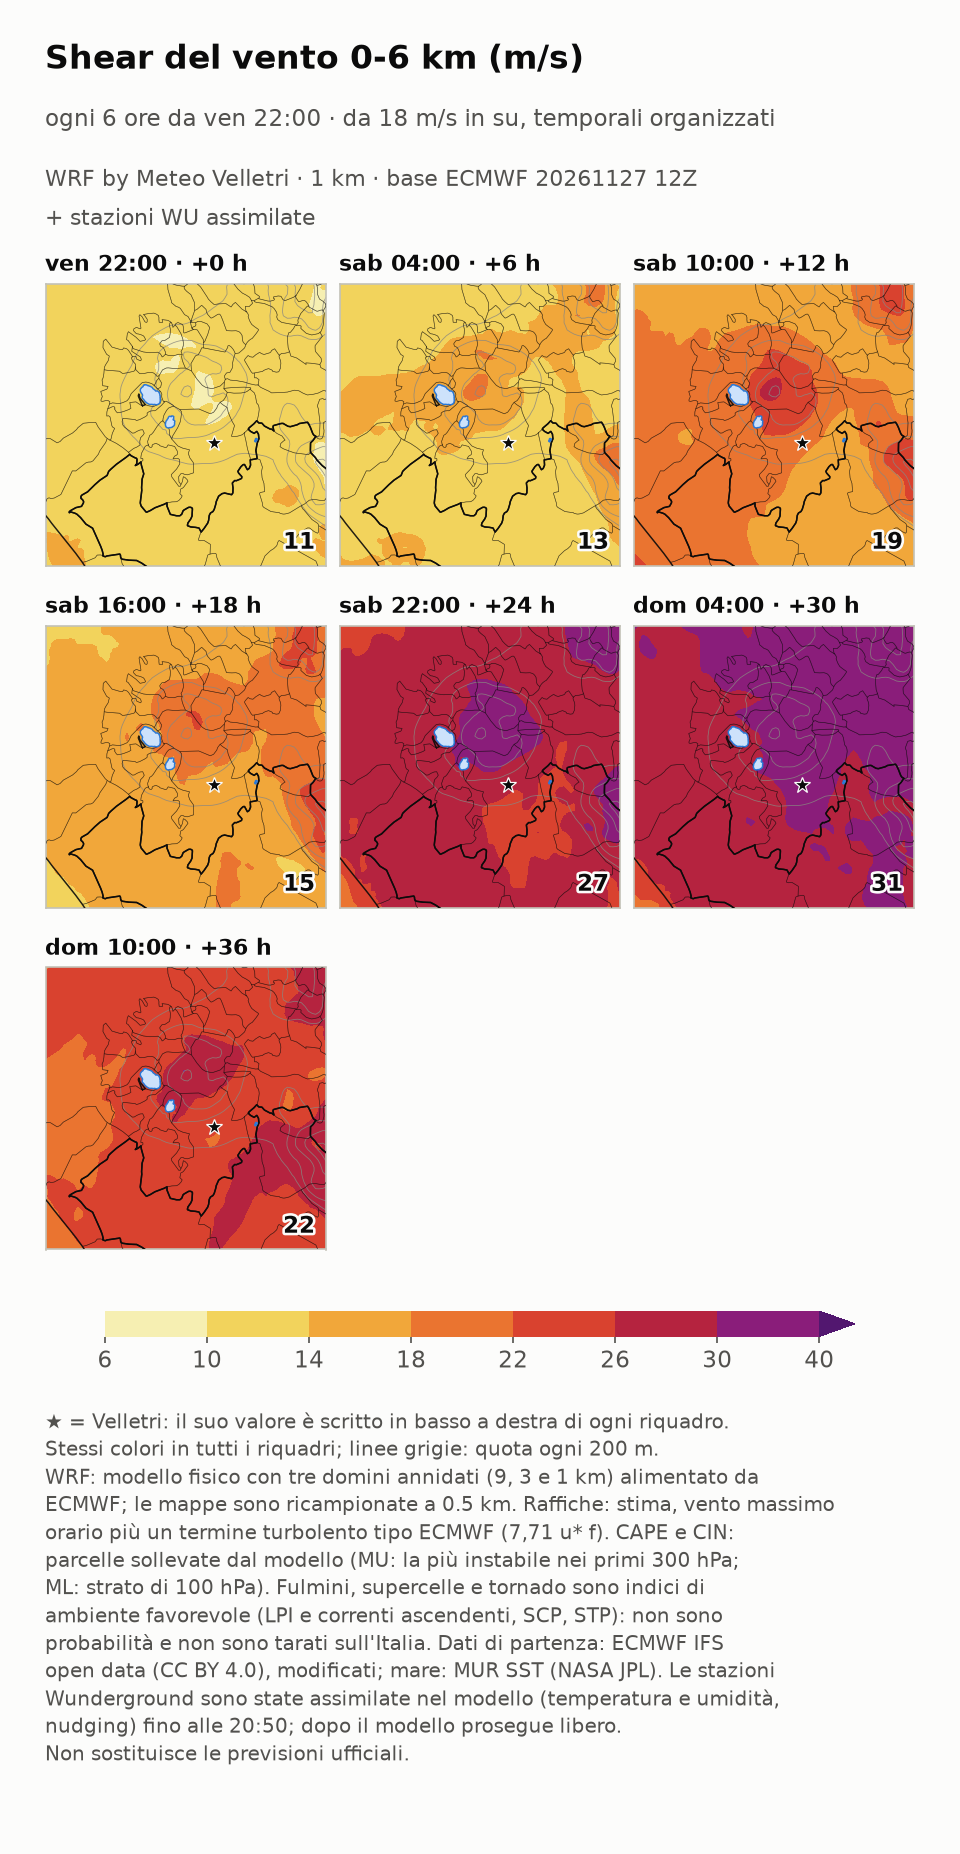 Shear del vento 0-6 km (m/s)
ogni 6 ore da ven 22:00 · da 18 m/s in su, temporali organizzati
WRF by Meteo Velletri · 1 km · base ECMWF 20261127 12Z
+ stazioni WU assimilate
ven 22:00 · +0 h
sab 04:00 · +6 h
sab 10:00 · +12 h
11
13
19
sab 16:00 · +18 h
sab 22:00 · +24 h
dom 04:00 · +30 h
15
27
31
dom 10:00 · +36 h
22
6 10 14 18 22 26 30 40
★ = Velletri: il suo valore è scritto in basso a destra di ogni riquadro.
Stessi colori in tutti i riquadri; linee grigie: quota ogni 200 m.
WRF: modello fisico con tre domini annidati (9, 3 e 1 km) alimentato da
ECMWF; le mappe sono ricampionate a 0.5 km. Raffiche: stima, vento massimo
orario più un termine turbolento tipo ECMWF (7,71 u* f). CAPE e CIN:
parcelle sollevate dal modello (MU: la più instabile nei primi 300 hPa;
ML: strato di 100 hPa). Fulmini, supercelle e tornado sono indici di
ambiente favorevole (LPI e correnti ascendenti, SCP, STP): non sono
probabilità e non sono tarati sull'Italia. Dati di partenza: ECMWF IFS
open data (CC BY 4.0), modificati; mare: MUR SST (NASA JPL). Le stazioni
Wunderground sono state assimilate nel modello (temperatura e umidità,
nudging) fino alle 20:50; dopo il modello prosegue libero.
Non sostituisce le previsioni ufficiali.